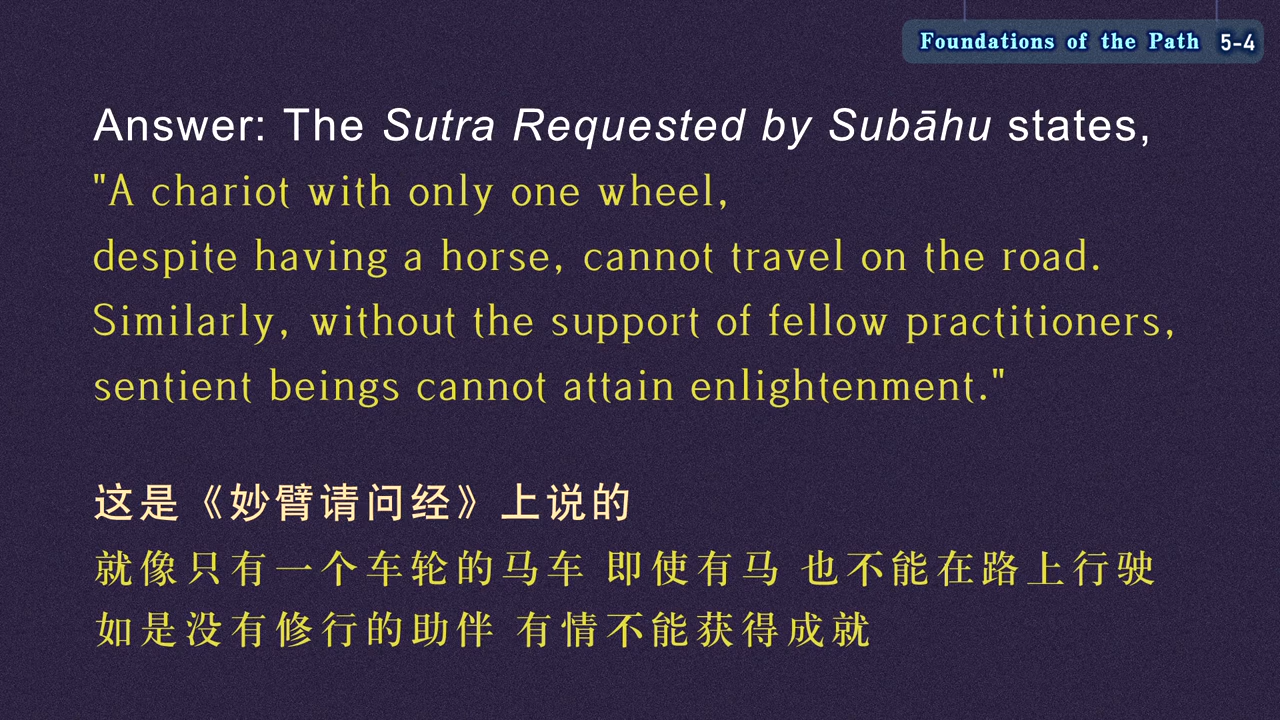 Foundations of the Path 5-4
Answer: The Sutra Requested by Subāhu states,
"A chariot with only one wheel,
despite having a horse, cannot travel on the road.
Similarly, without the support of fellow practitioners,
sentient beings cannot attain enlightenment."
这是《妙臂请问经》上说的
就像只有一个车轮的马车 即使有马 也不能在路上行驶
如是没有修行的助伴 有情不能获得成就